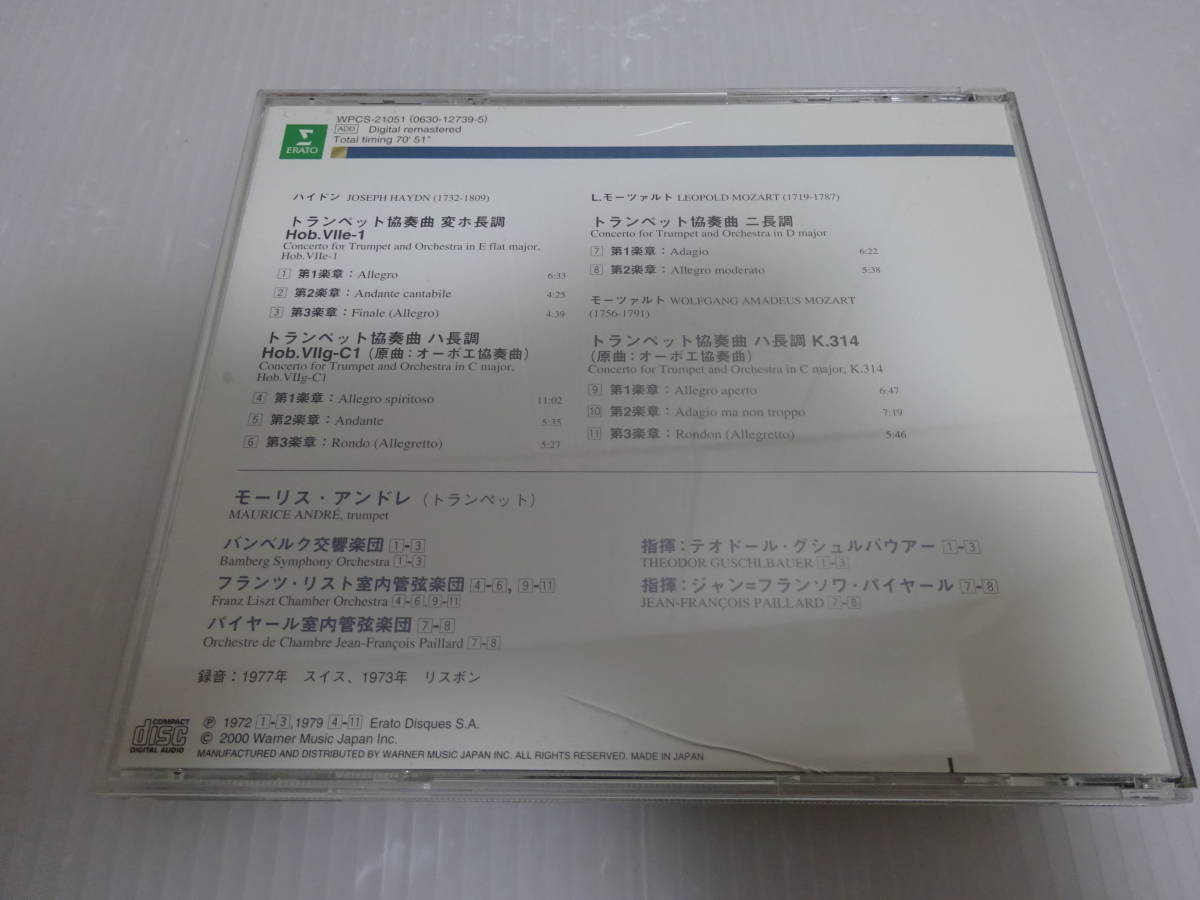 WPCS-21051 (0630-12739-5)
ADD Digital remastered
Total timing 70' 51"
ERATO
ハイドン JOSEPH HAYDN (1732-1809)
トランペット協奏曲 変ホ長調
Hob.VIIe-1
Concerto for Trumpet and Orchestra in E flat major,
Hob.VIIe-1
1 第1楽章：Allegro 6:33
2 第2楽章：Andante cantabile 4:25
3 第3楽章：Finale (Allegro) 4:39
トランペット協奏曲 ハ長調
Hob.VIIg-C1（原曲：オーボエ協奏曲）
Concerto for Trumpet and Orchestra in C major,
Hob.VIIg-C1
4 第1楽章：Allegro spiritoso 11:02
5 第2楽章：Andante 5:35
6 第3楽章：Rondo (Allegretto) 5:27
L.モーツァルト LEOPOLD MOZART (1719-1787)
トランペット協奏曲 ニ長調
Concerto for Trumpet and Orchestra in D major
7 第1楽章：Adagio 6:22
8 第2楽章：Allegro moderato 5:38
モーツァルト WOLFGANG AMADEUS MOZART
(1756-1791)
トランペット協奏曲 ハ長調 K.314
（原曲：オーボエ協奏曲）
Concerto for Trumpet and Orchestra in C major, K.314
9 第1楽章：Allegro aperto 6:47
10 第2楽章：Adagio ma non troppo 7:19
11 第3楽章：Rondon (Allegretto) 5:46
モーリス・アンドレ（トランペット）
MAURICE ANDRÉ, trumpet
バンベルク交響楽団 1-3
Bamberg Symphony Orchestra 1-3
フランツ・リスト室内管弦楽団 4-6, 9-11
Franz Liszt Chamber Orchestra 4-6, 9-11
パイヤール室内管弦楽団 7-8
Orchestre de Chambre Jean-François Paillard 7-8
指揮：テオドール・グシュルバウアー 1-3
THEODOR GUSCHLBAUER 1-3
指揮：ジャン=フランソワ・パイヤール 7-8
JEAN-FRANÇOIS PAILLARD 7-8
録音：1977年 スイス、1973年 リスボン
COMPACT
disc
DIGITAL AUDIO
℗ 1972 1-3, 1979 4-11 Erato Disques S.A.
© 2000 Warner Music Japan Inc.
MANUFACTURED AND DISTRIBUTED BY WARNER MUSIC JAPAN INC. ALL RIGHTS RESERVED. MADE IN JAPAN